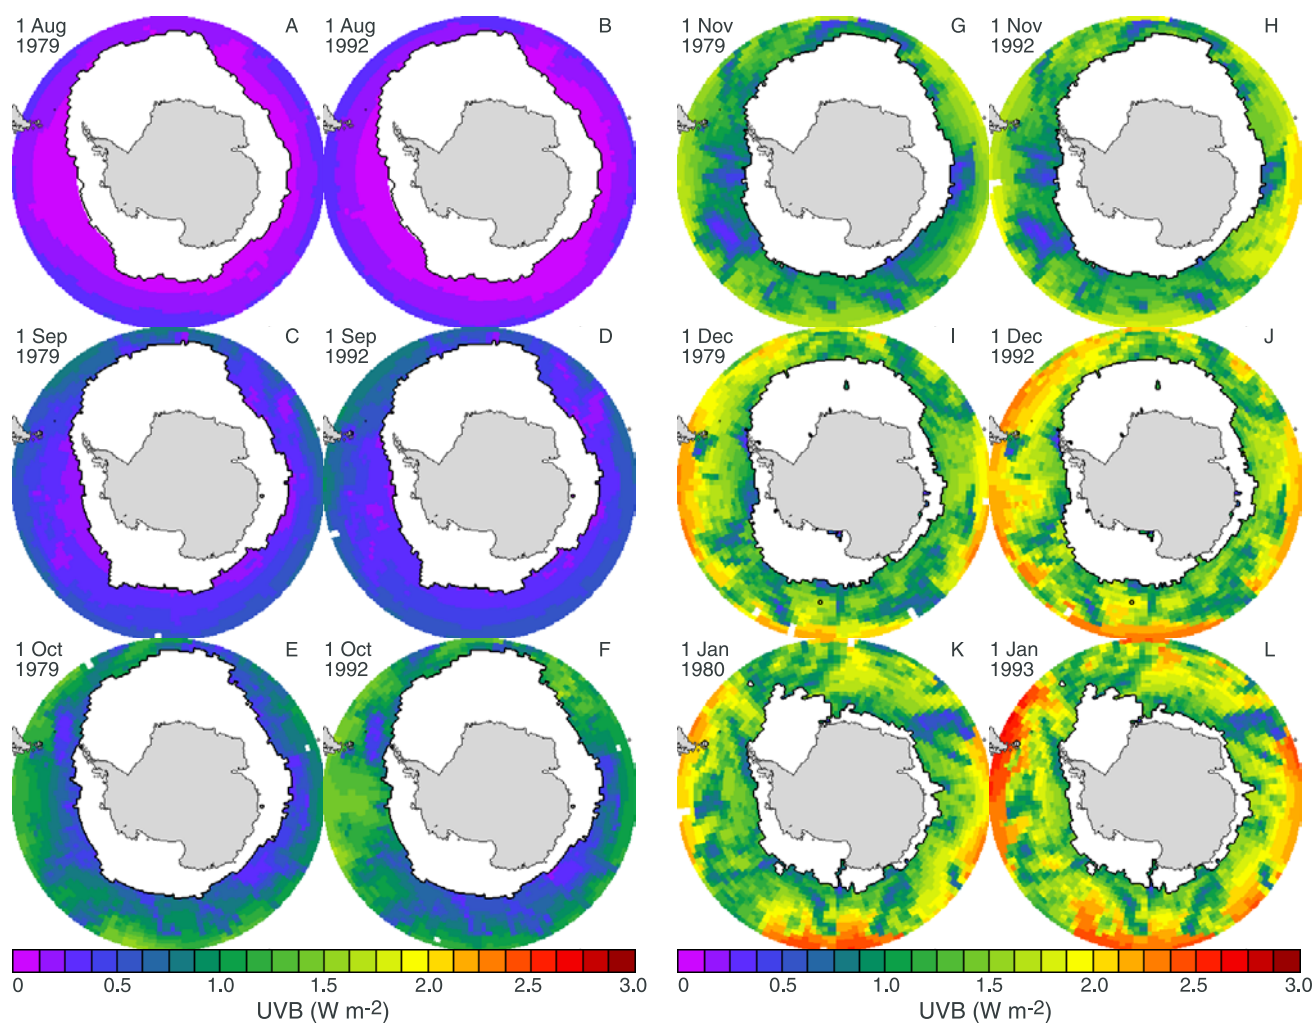 1 Aug
1979
A
1 Aug
1992
B
1 Nov
1979
G
1 Nov
1992
H
1 Sep
1979
C
1 Sep
1992
D
1 Dec
1979
I
1 Dec
1992
J
1 Oct
1979
E
1 Oct
1992
F
1 Jan
1980
K
1 Jan
1993
L
0 0.5 1.0 1.5 2.0 2.5 3.0
UVB (W m-2)
0 0.5 1.0 1.5 2.0 2.5 3.0
UVB (W m-2)